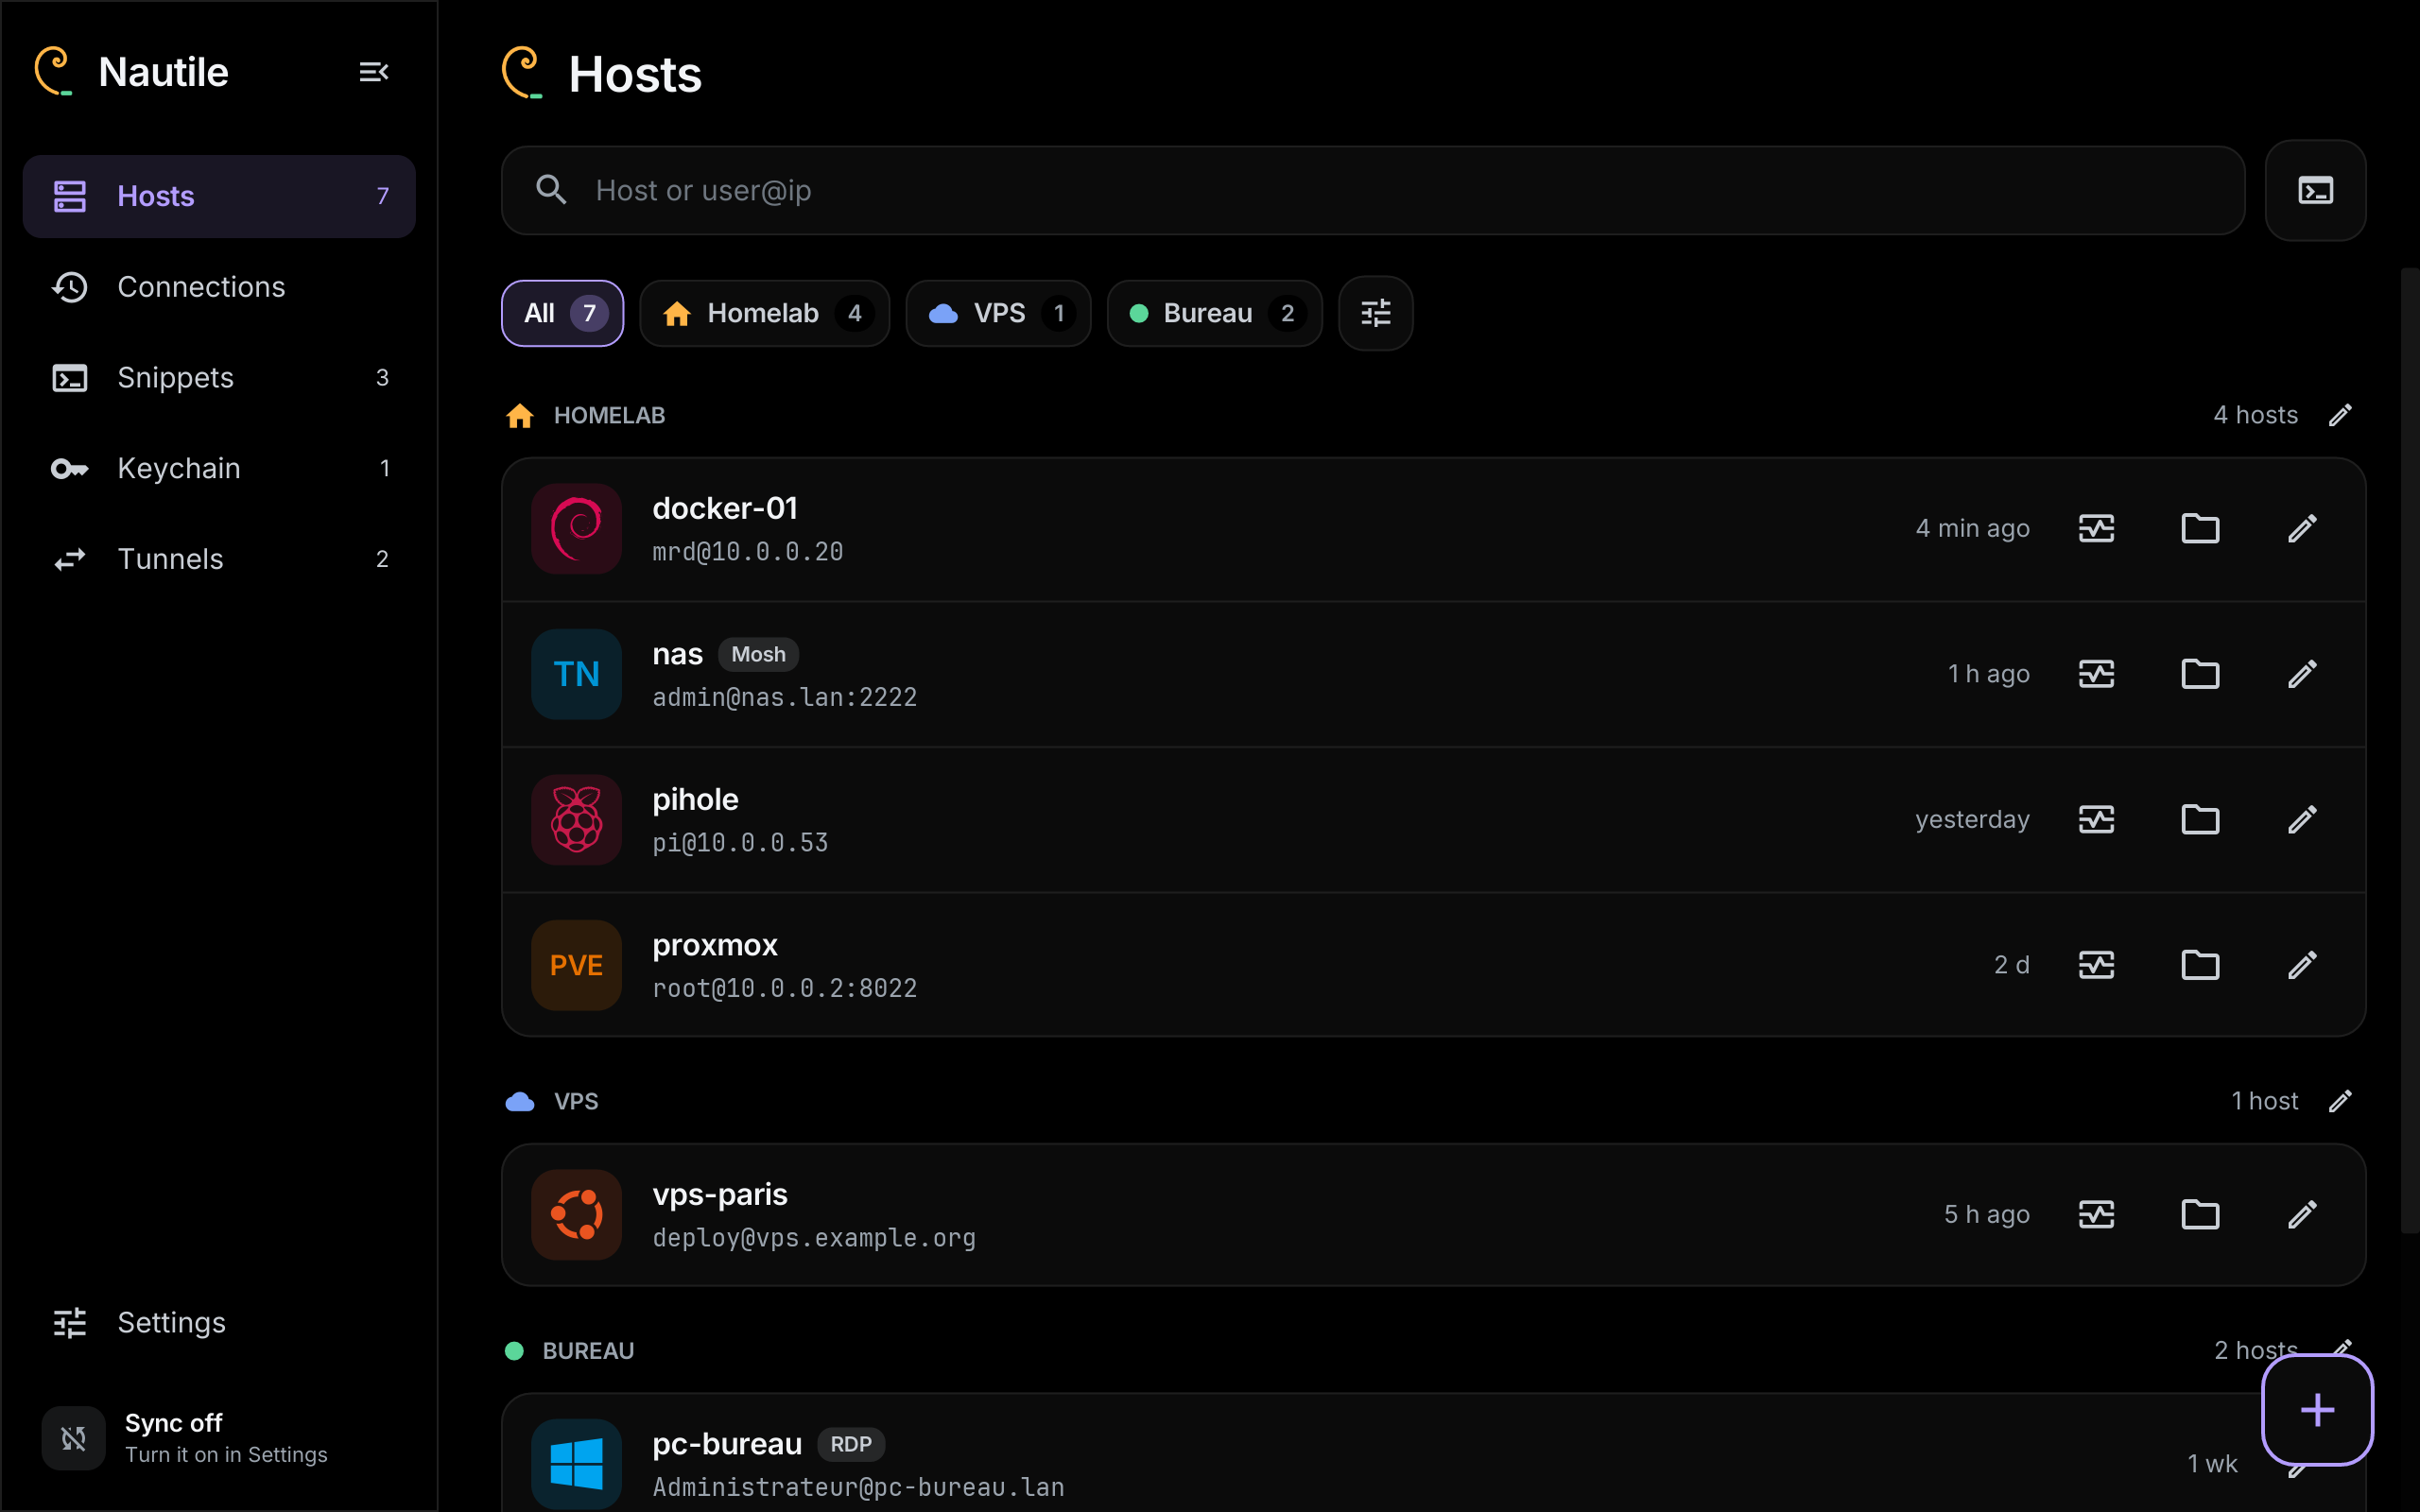 Nautile
Hosts 7
Connections
Snippets 3
Keychain 1
Tunnels 2
Settings
Sync off
Turn it on in Settings
Hosts
Host or user@ip
All 7 Homelab 4 VPS 1 Bureau 2
HOMELAB 4 hosts
docker-01
mrd@10.0.0.20
4 min ago
nas Mosh
admin@nas.lan:2222
1 h ago
pihole
pi@10.0.0.53
yesterday
PVE
proxmox
root@10.0.0.2:8022
2 d
TN
VPS 1 host
vps-paris
deploy@vps.example.org
5 h ago
BUREAU 2 hosts
pc-bureau RDP
Administrateur@pc-bureau.lan
1 wk